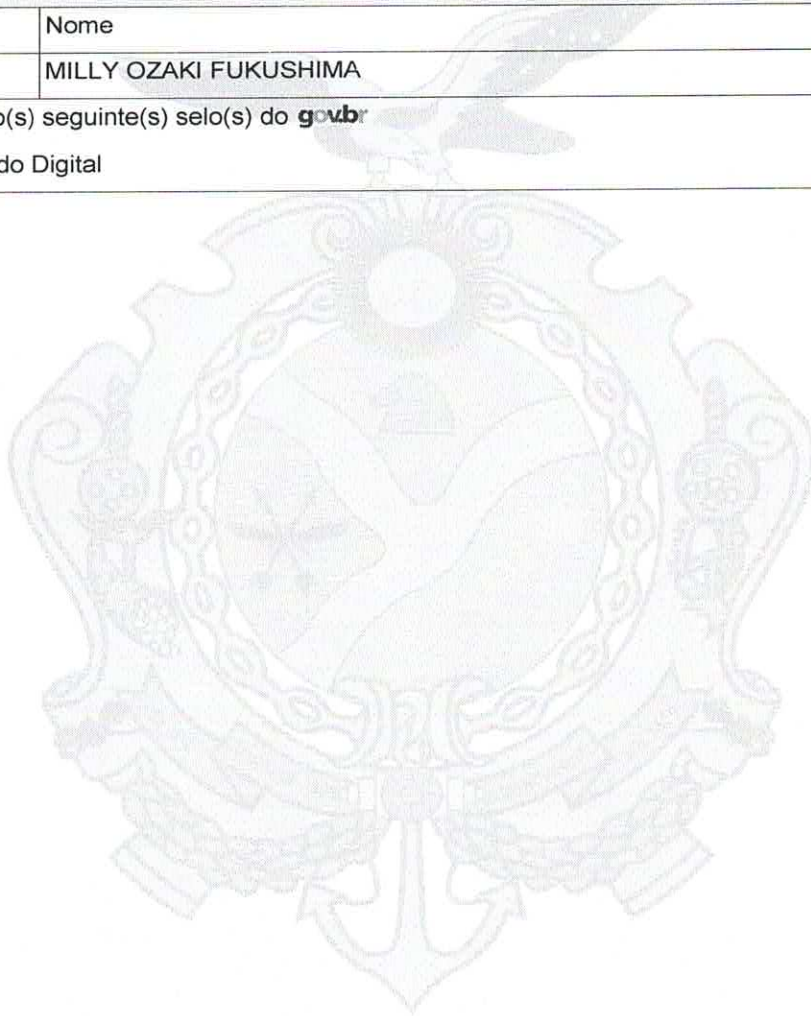 Nome
MILLY OZAKI FUKUSHIMA
o(s) seguinte(s) selo(s) do gov.br
do Digital